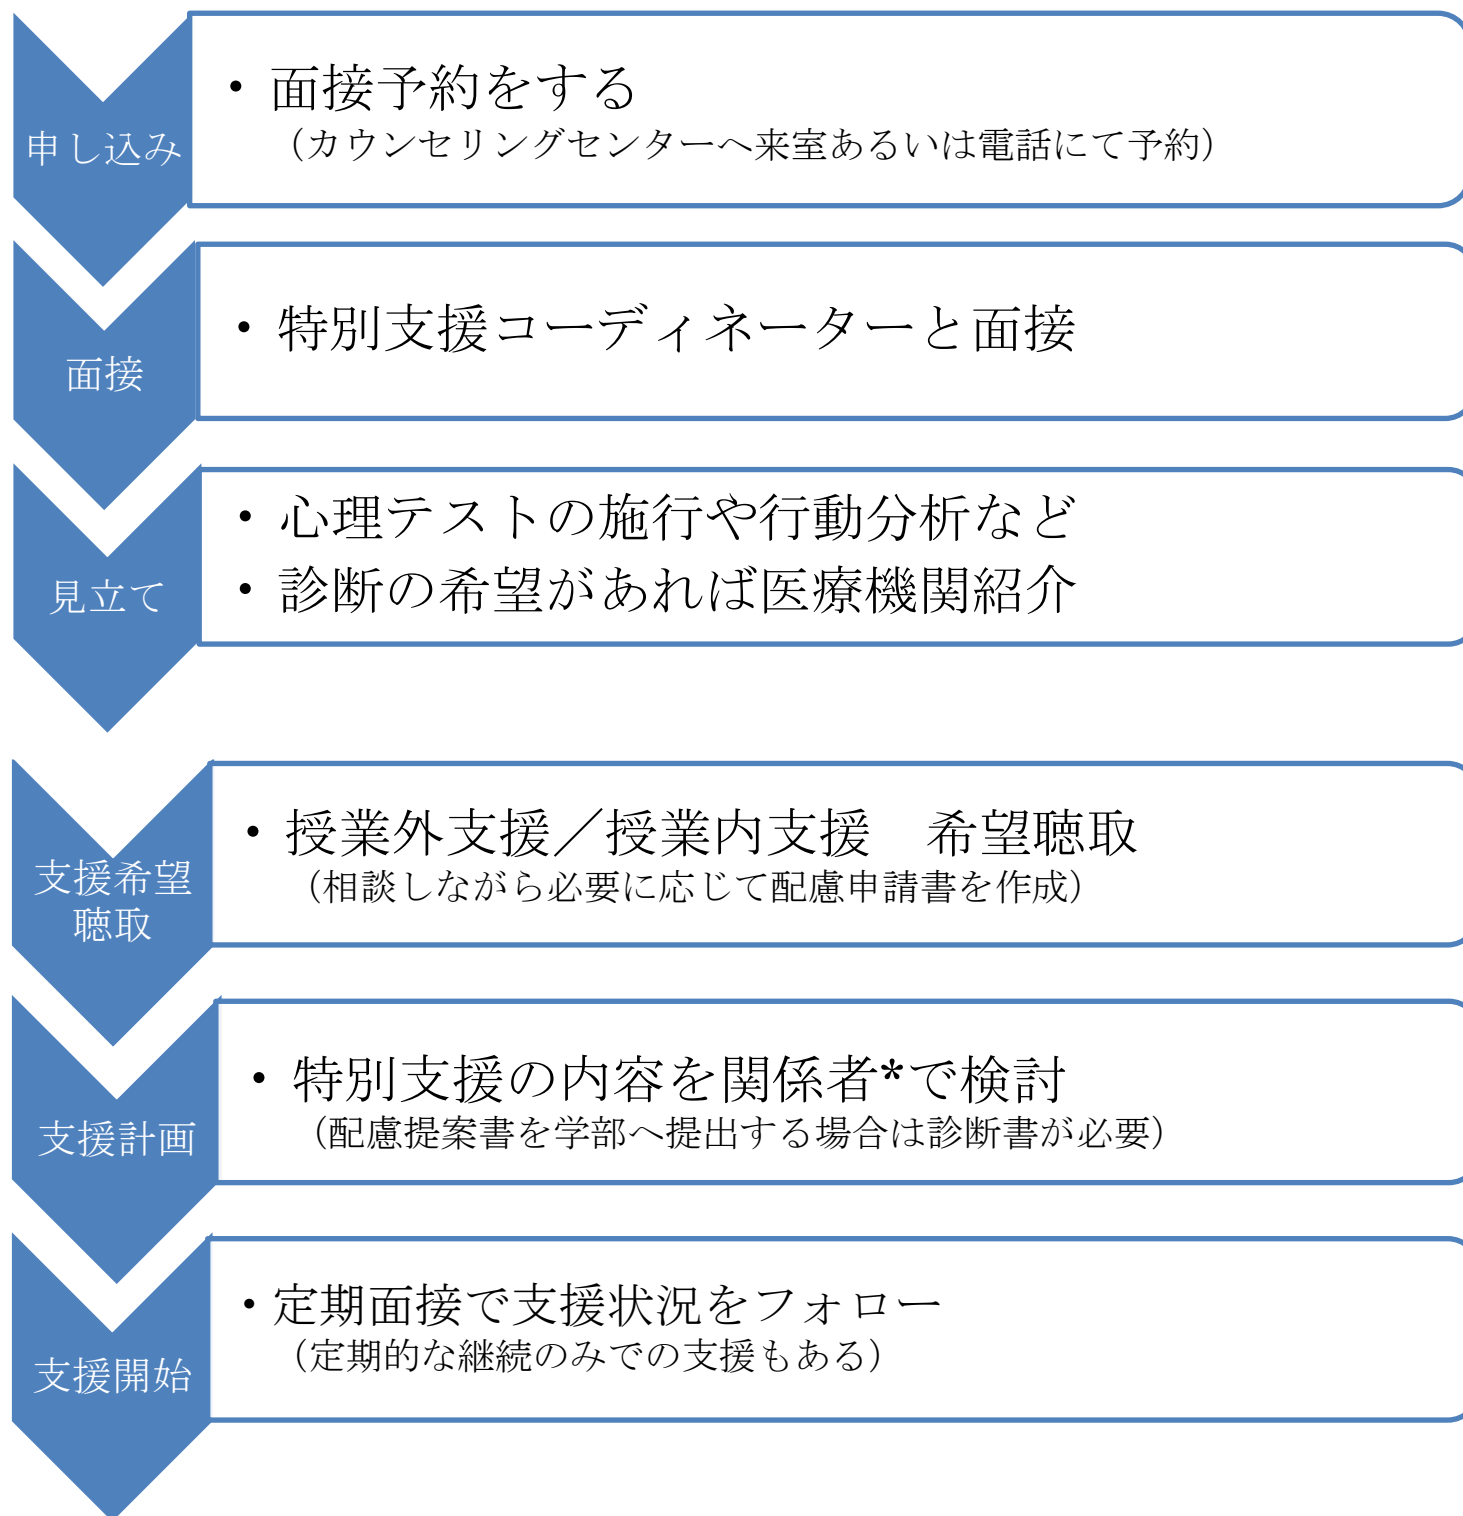 申し込み
・面接予約をする
（カウンセリングセンターへ来室あるいは電話にて予約）
面接
・特別支援コーディネーターと面接
見立て
・心理テストの施行や行動分析など
・診断の希望があれば医療機関紹介
支援希望
聴取
・授業外支援／授業内支援　希望聴取
（相談しながら必要に応じて配慮申請書を作成）
支援計画
・特別支援の内容を関係者*で検討
（配慮提案書を学部へ提出する場合は診断書が必要）
支援開始
・定期面接で支援状況をフォロー
（定期的な継続のみでの支援もある）